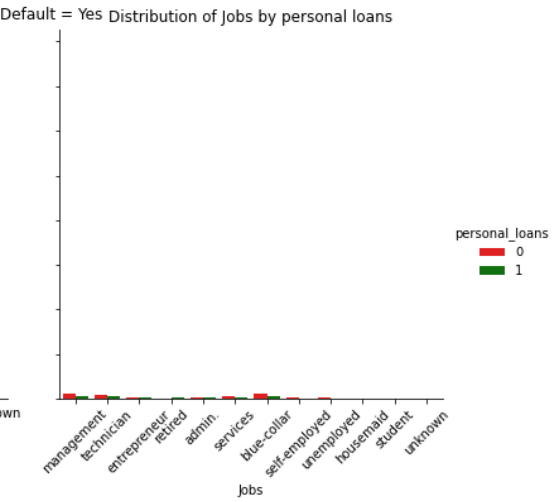 Default = Yes Distribution of Jobs by personal loans
personal_loans
0
1
own
management
technician
entrepreneur
retired
admin.
services
blue-collar
self-employed
unemployed
housemaid
student
unknown
Jobs